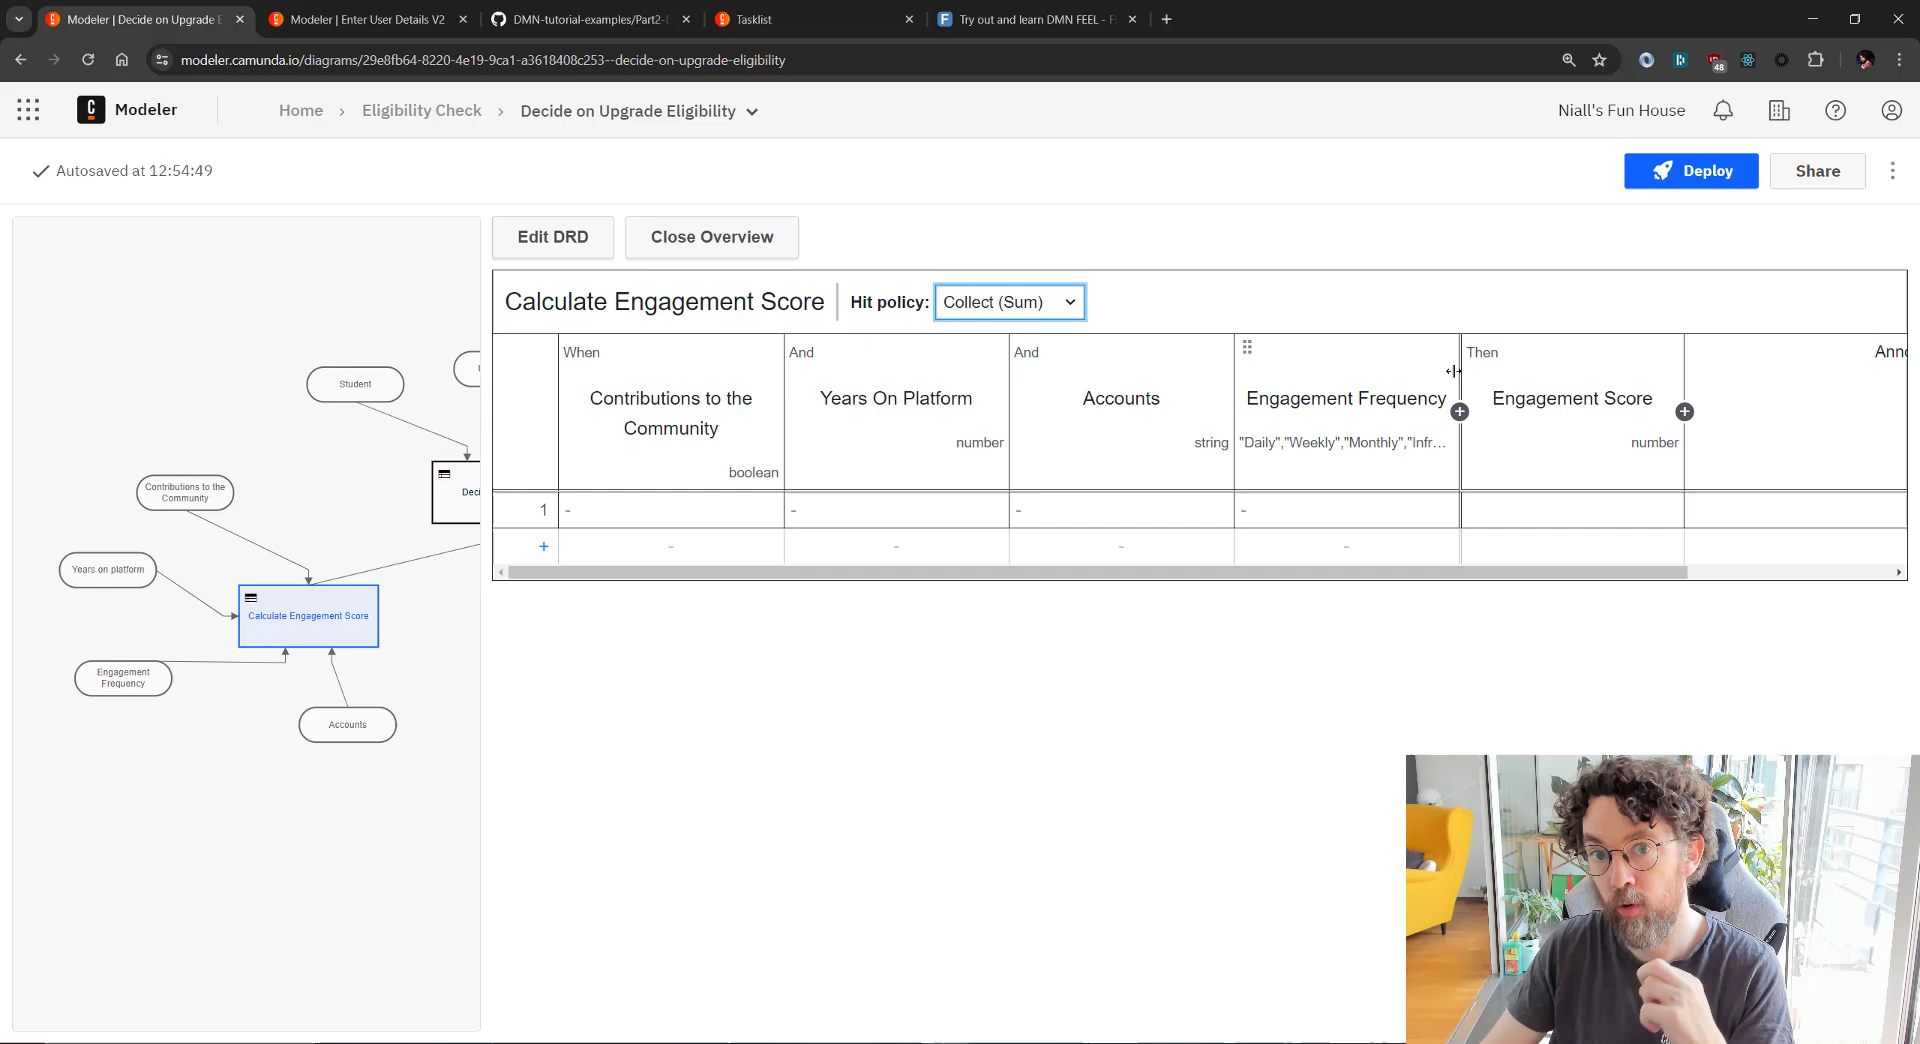 Modeler | Decide on Upgrade E
Modeler | Enter User Details V2
DMN-tutorial-examples/Part2-D
Tasklist
Try out and learn DMN FEEL - F
modeler.camunda.io/diagrams/29e8fb64-8220-4e19-9ca1-a3618408c253--decide-on-upgrade-eligibility
48
C
Modeler
Home
Eligibility Check
Decide on Upgrade Eligibility
Niall's Fun House
Autosaved at 12:54:49
Deploy
Share
Edit DRD
Close Overview
Calculate Engagement Score
Hit policy:
Collect (Sum)
When
Contributions to the
Community
boolean
And
Years On Platform
number
And
Accounts
string
Engagement Frequency
"Daily","Weekly","Monthly","Infr...
Then
Engagement Score
number
Anno
1
-
-
-
-
+
-
-
-
-
Student
Contributions to the
Community
Deci
Years on platform
Calculate Engagement Score
Engagement
Frequency
Accounts